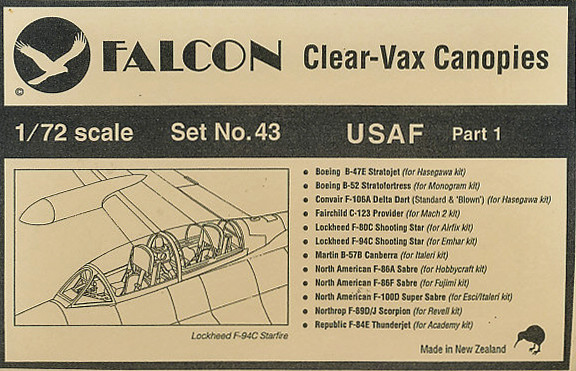 FALCON Clear-Vax Canopies
©
1/72 scale Set No. 43 USAF Part 1
Boeing B-47E Stratojet (for Hasegawa kit)
Boeing B-52 Stratofortress (for Monogram kit)
Convair F-106A Delta Dart (Standard & 'Blown') (for Hasegawa kit)
Fairchild C-123 Provider (for Mach 2 kit)
Lockheed F-80C Shooting Star (for Airfix kit)
Lockheed F-94C Shooting Star (for Emhar kit)
Martin B-57B Canberra (for Italeri kit)
North American F-86A Sabre (for Hobbycraft kit)
North American F-86F Sabre (for Fujimi kit)
North American F-100D Super Sabre (for Esci/Italeri kit)
Northrop F-89D/J Scorpion (for Revell kit)
Republic F-84E Thunderjet (for Academy kit)
Lockheed F-94C Starfire
Made in New Zealand